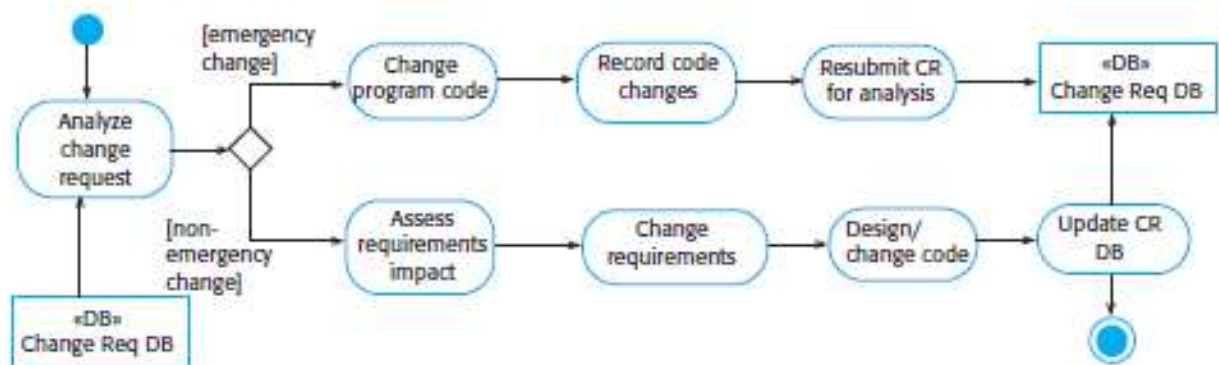 [emergency
change]
Change
program code
Record code
changes
Resubmit CR
for analysis
«DB»
Change Req DB
Analyze
change
request
[non-
emergency
change]
Assess
requirements
impact
Change
requirements
Design/
change code
Update CR
DB
«DB»
Change Req DB